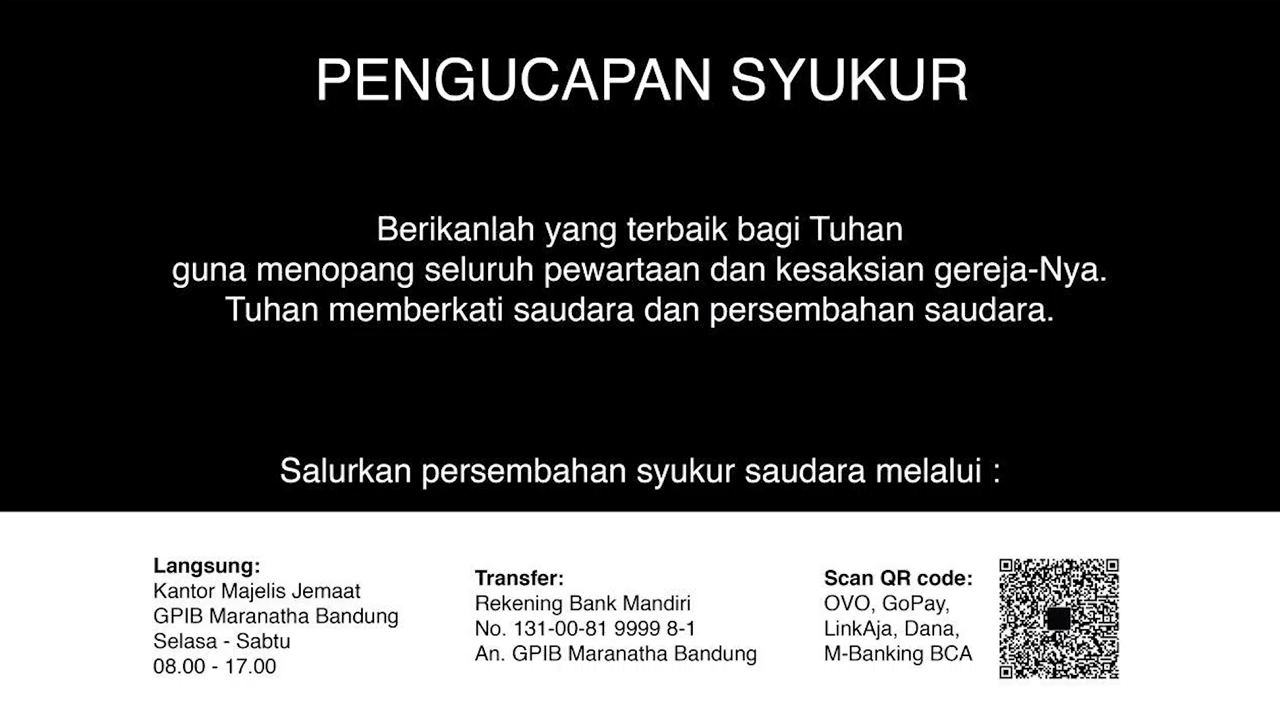 PENGUCAPAN SYUKUR
Berikanlah yang terbaik bagi Tuhan
guna menopang seluruh pewartaan dan kesaksian gereja-Nya.
Tuhan memberkati saudara dan persembahan saudara.
Salurkan persembahan syukur saudara melalui :
Langsung:
Kantor Majelis Jemaat
GPIB Maranatha Bandung
Selasa - Sabtu
08.00 - 17.00
Transfer:
Rekening Bank Mandiri
No. 131-00-81 9999 8-1
An. GPIB Maranatha Bandung
Scan QR code:
OVO, GoPay,
LinkAja, Dana,
M-Banking BCA